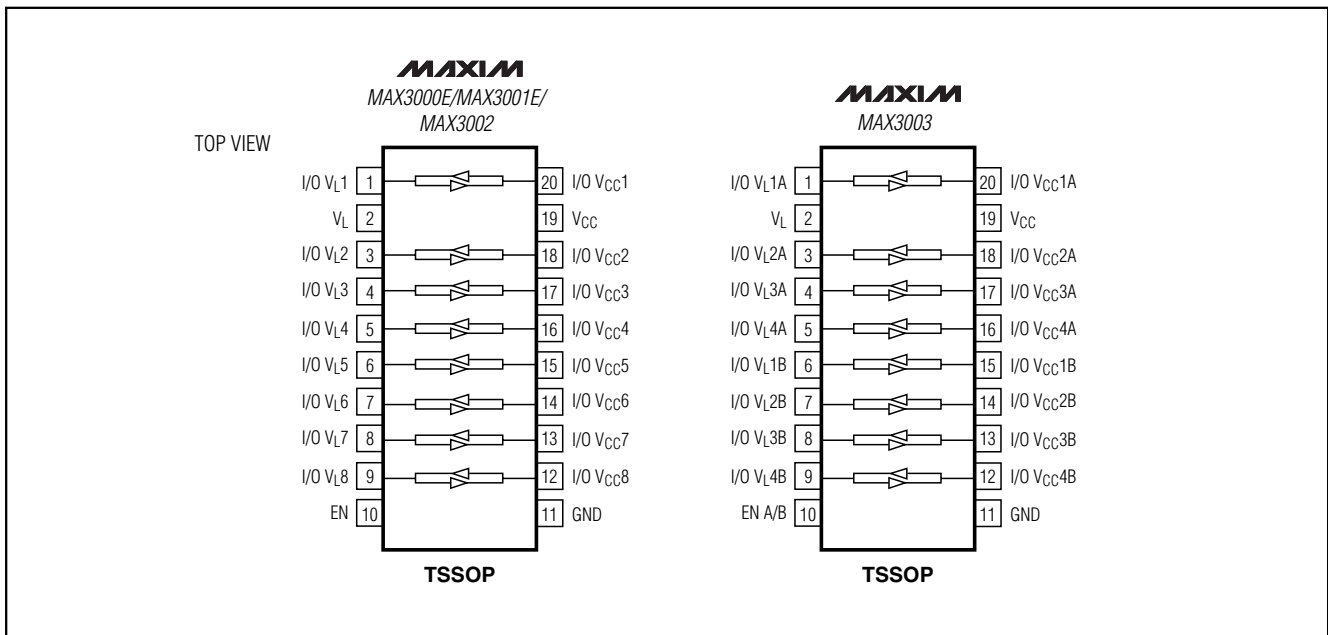 MAXIM
MAX3000E/MAX3001E/
MAX3002
TOP VIEW
I/O VL1 1 20 I/O VCC1
VL 2 19 VCC
I/O VL2 3 18 I/O VCC2
I/O VL3 4 17 I/O VCC3
I/O VL4 5 16 I/O VCC4
I/O VL5 6 15 I/O VCC5
I/O VL6 7 14 I/O VCC6
I/O VL7 8 13 I/O VCC7
I/O VL8 9 12 I/O VCC8
EN 10 11 GND
TSSOP
MAXIM
MAX3003
I/O VL1A 1 20 I/O VCC1A
VL 2 19 VCC
I/O VL2A 3 18 I/O VCC2A
I/O VL3A 4 17 I/O VCC3A
I/O VL4A 5 16 I/O VCC4A
I/O VL1B 6 15 I/O VCC1B
I/O VL2B 7 14 I/O VCC2B
I/O VL3B 8 13 I/O VCC3B
I/O VL4B 9 12 I/O VCC4B
EN A/B 10 11 GND
TSSOP